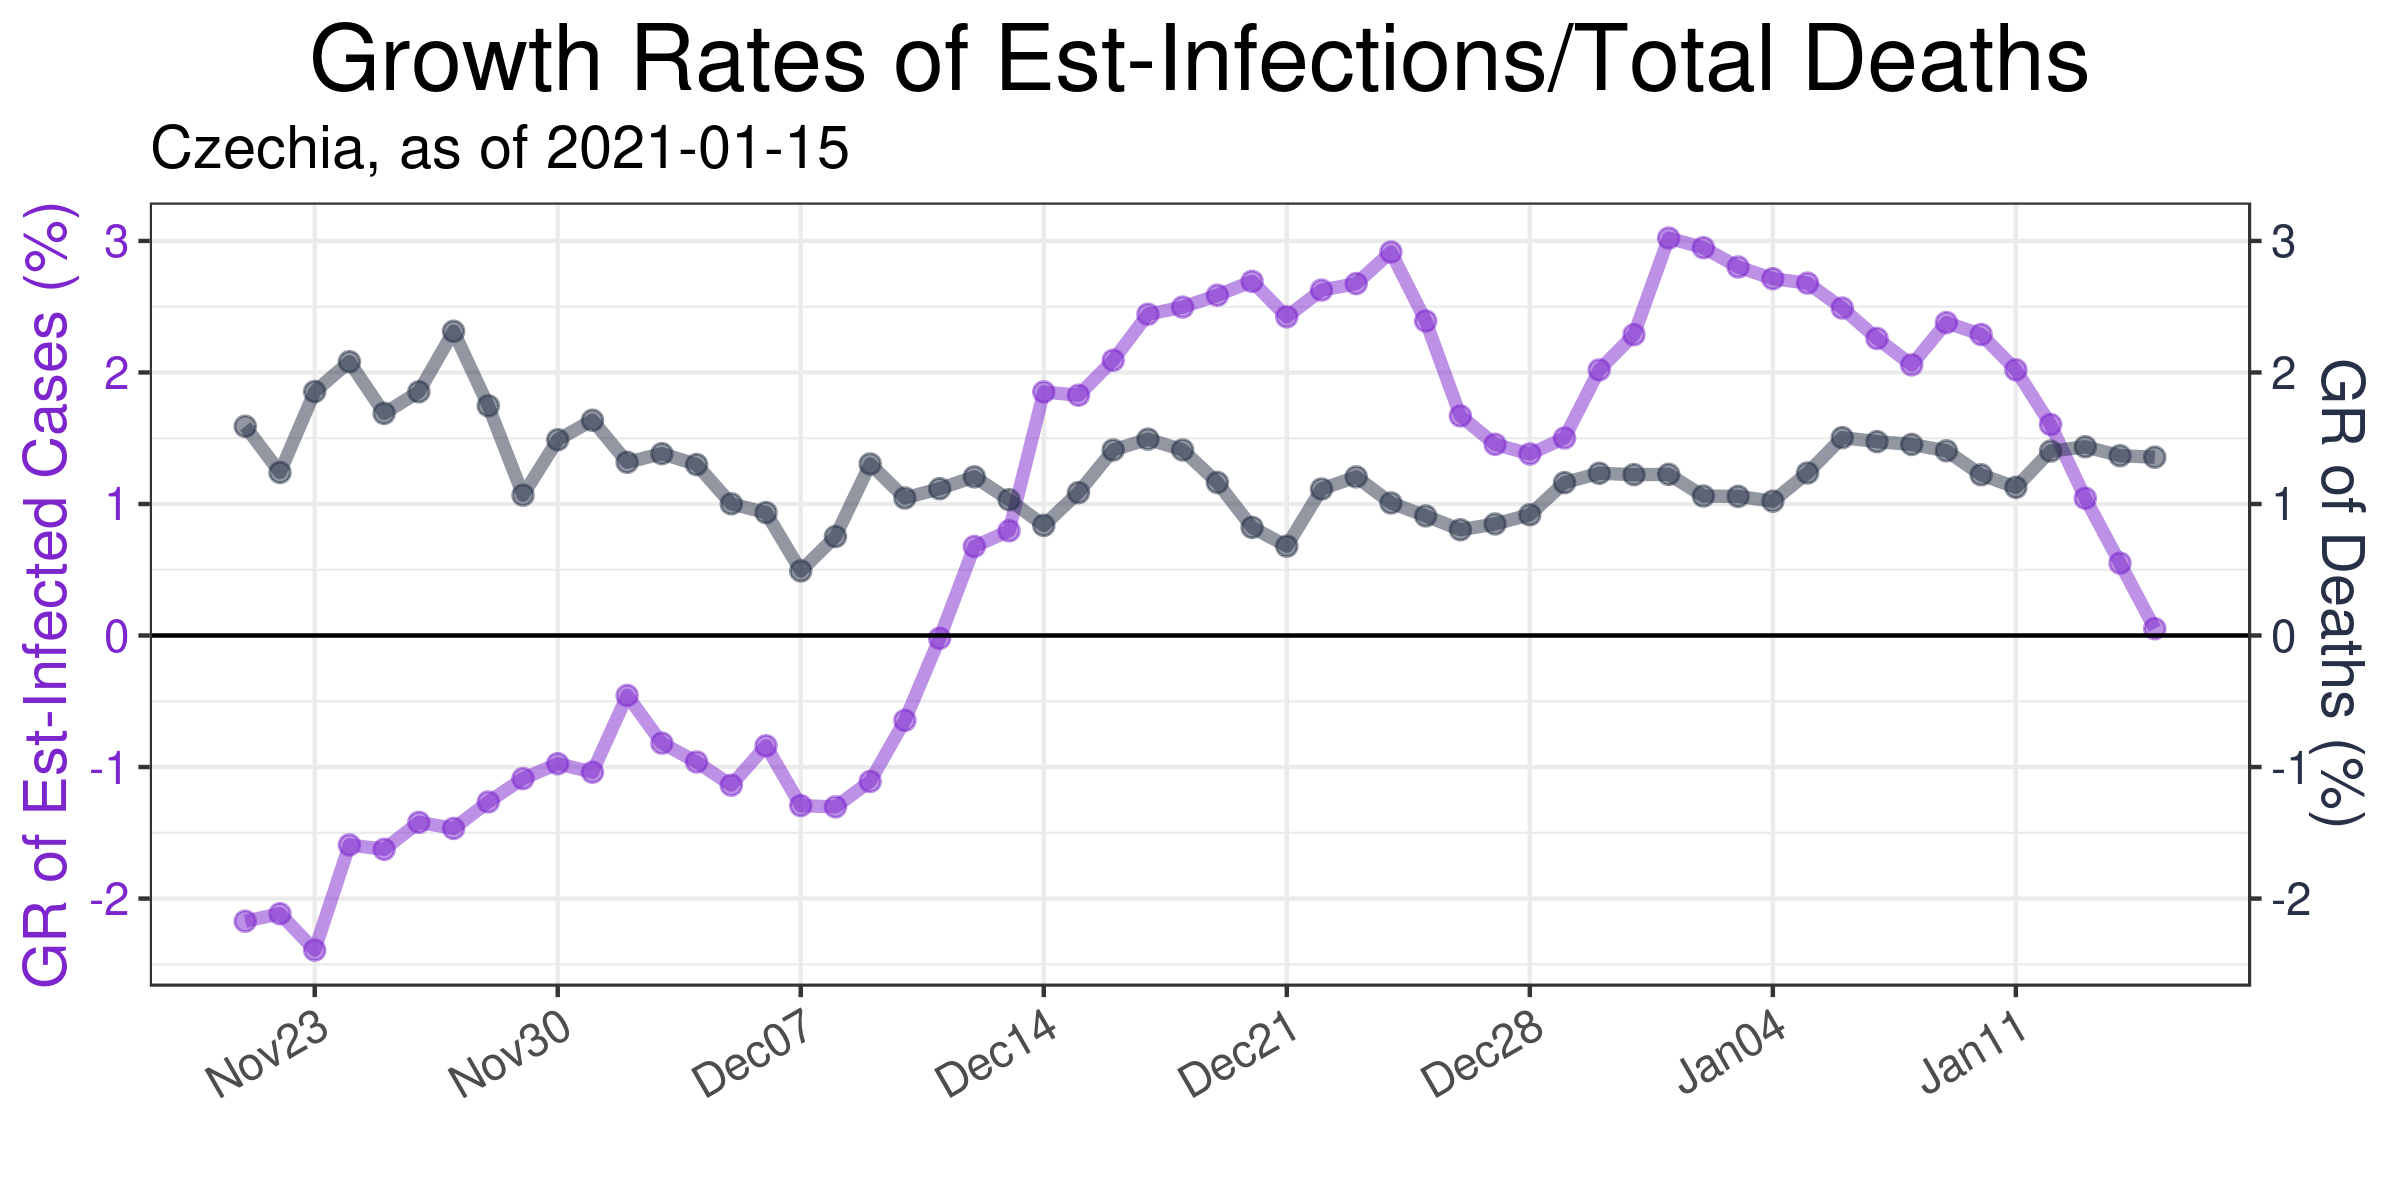 Growth Rates of Est-Infections/Total Deaths
Czechia, as of 2021-01-15
GR of Est-Infected Cases (%)
3
2
1
0
-1
-2
3
2
1
0
-1
-2
GR of Deaths (%)
Nov23
Nov30
Dec07
Dec14
Dec21
Dec28
Jan04
Jan11